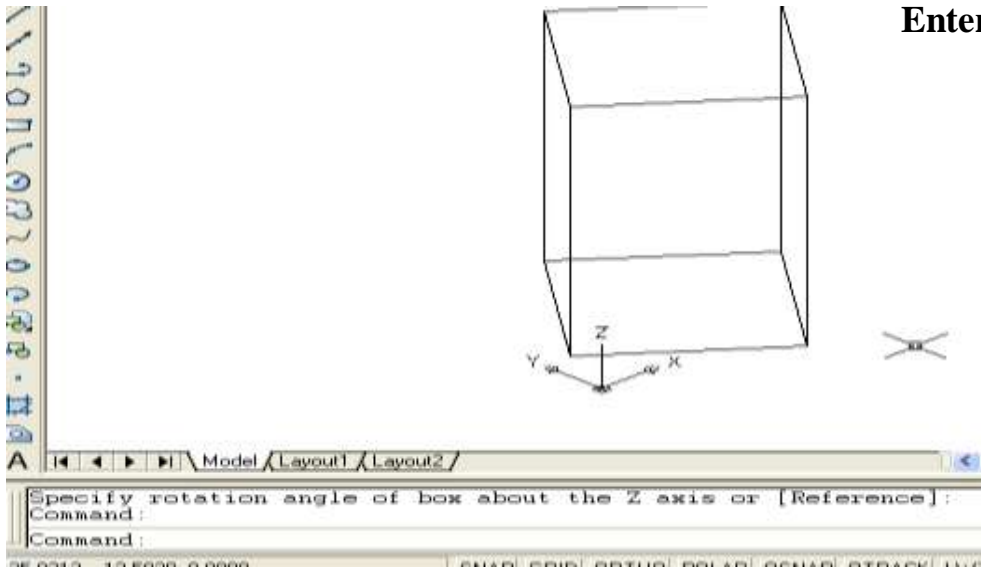 Enter
Z
Y X
A
Model Layout1 Layout2
Specify rotation angle of box about the Z axis or [Reference]:
Command:
Command:
SNAP GRID ORTHO POLAR OSNAP OTRACK